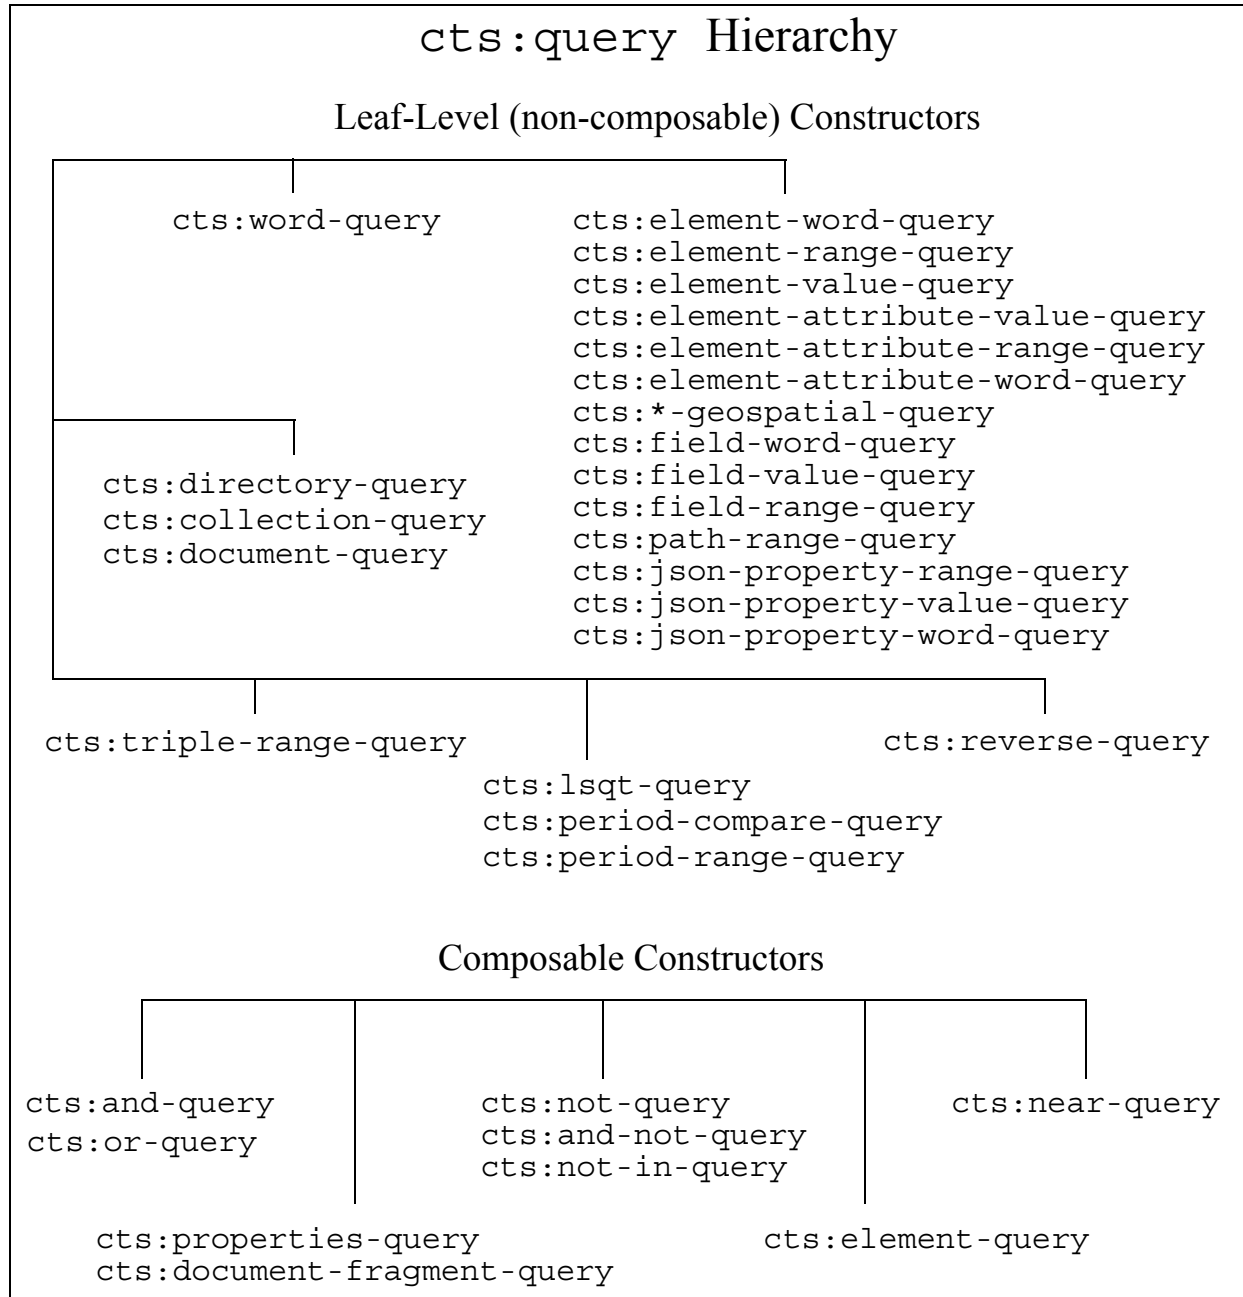 cts:query Hierarchy
Leaf-Level (non-composable) Constructors
cts:word-query
cts:element-word-query
cts:element-range-query
cts:element-value-query
cts:element-attribute-value-query
cts:element-attribute-range-query
cts:element-attribute-word-query
cts:*-geospatial-query
cts:field-word-query
cts:field-value-query
cts:field-range-query
cts:path-range-query
cts:json-property-range-query
cts:json-property-value-query
cts:json-property-word-query
cts:directory-query
cts:collection-query
cts:document-query
cts:triple-range-query
cts:lsqt-query
cts:period-compare-query
cts:period-range-query
cts:reverse-query
Composable Constructors
cts:and-query
cts:or-query
cts:not-query
cts:and-not-query
cts:not-in-query
cts:near-query
cts:properties-query
cts:document-fragment-query
cts:element-query